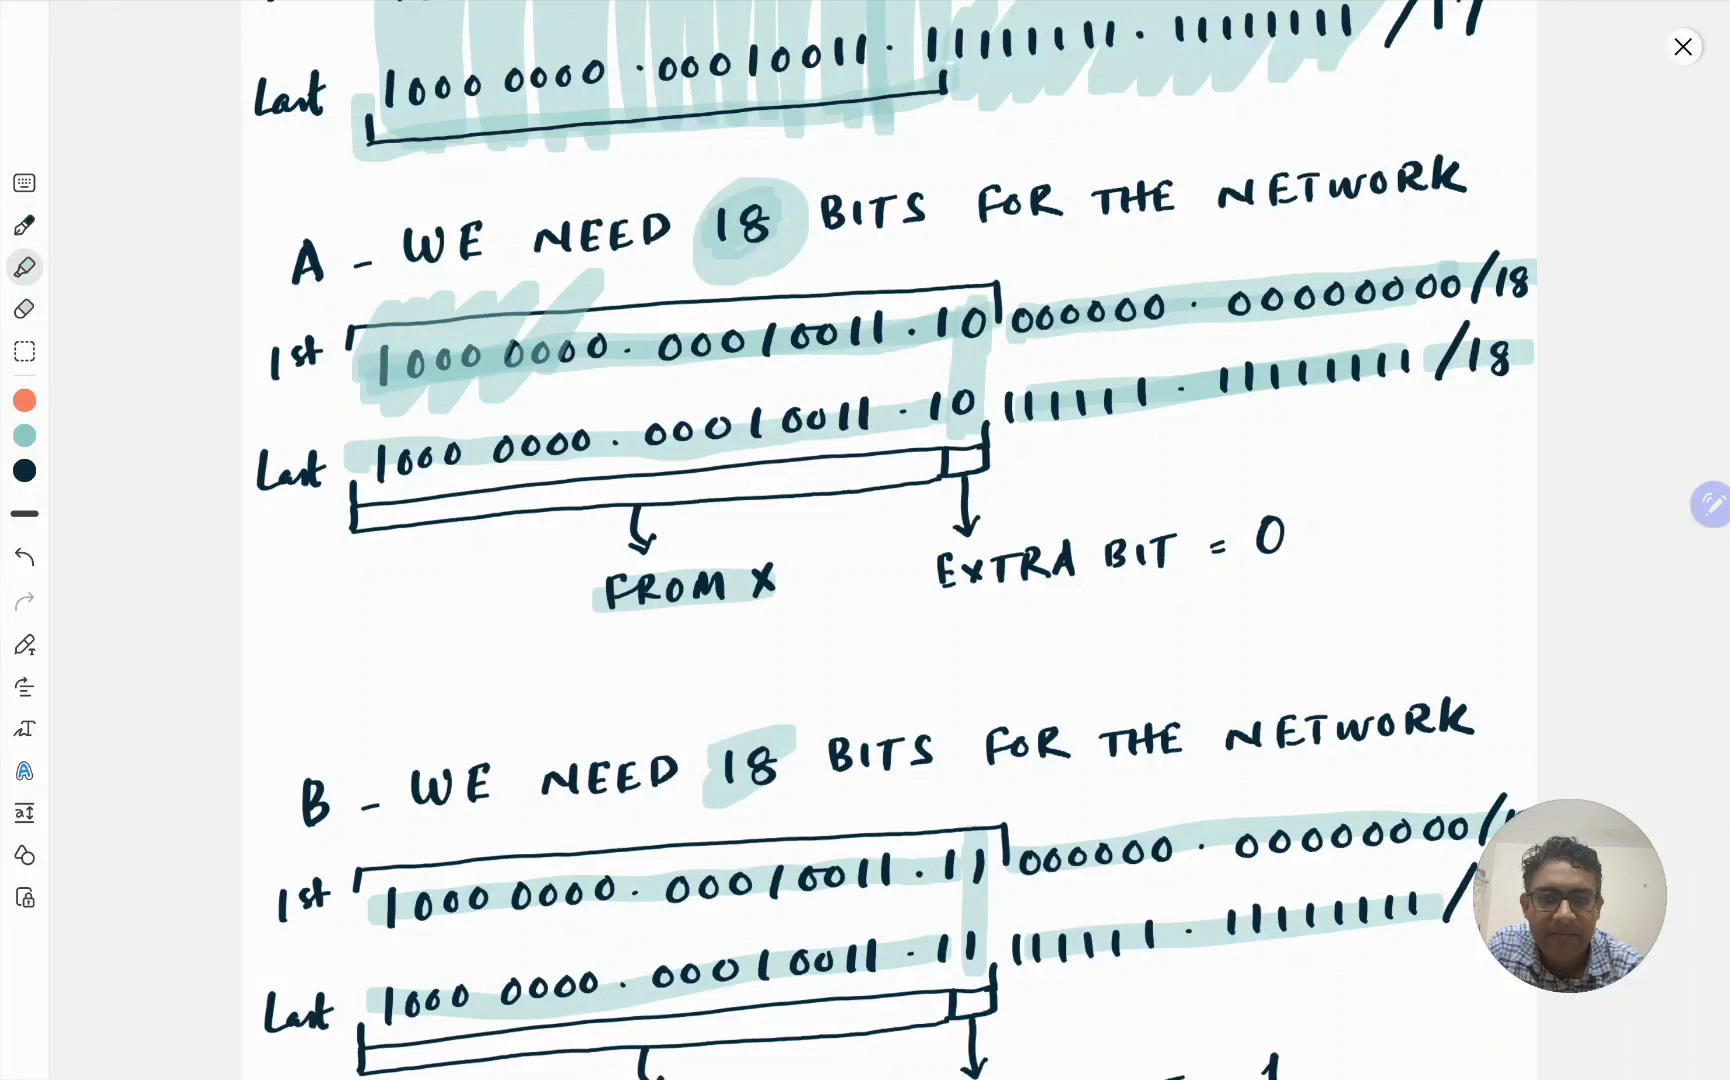 Last 1000 0000 . 00010011 . 11111111 . 11111111 /17
A - WE NEED 18 BITS FOR THE NETWORK
1st 1000 0000 . 00010011 . 10 000000 . 00000000 /18
Last 1000 0000 . 00010011 . 10 111111 . 11111111 /18
FROM X
EXTRA BIT = 0
B - WE NEED 18 BITS FOR THE NETWORK
1st 1000 0000 . 00010011 . 11 000000 . 00000000 /
Last 1000 0000 . 00010011 . 11 111111 . 11111111 /